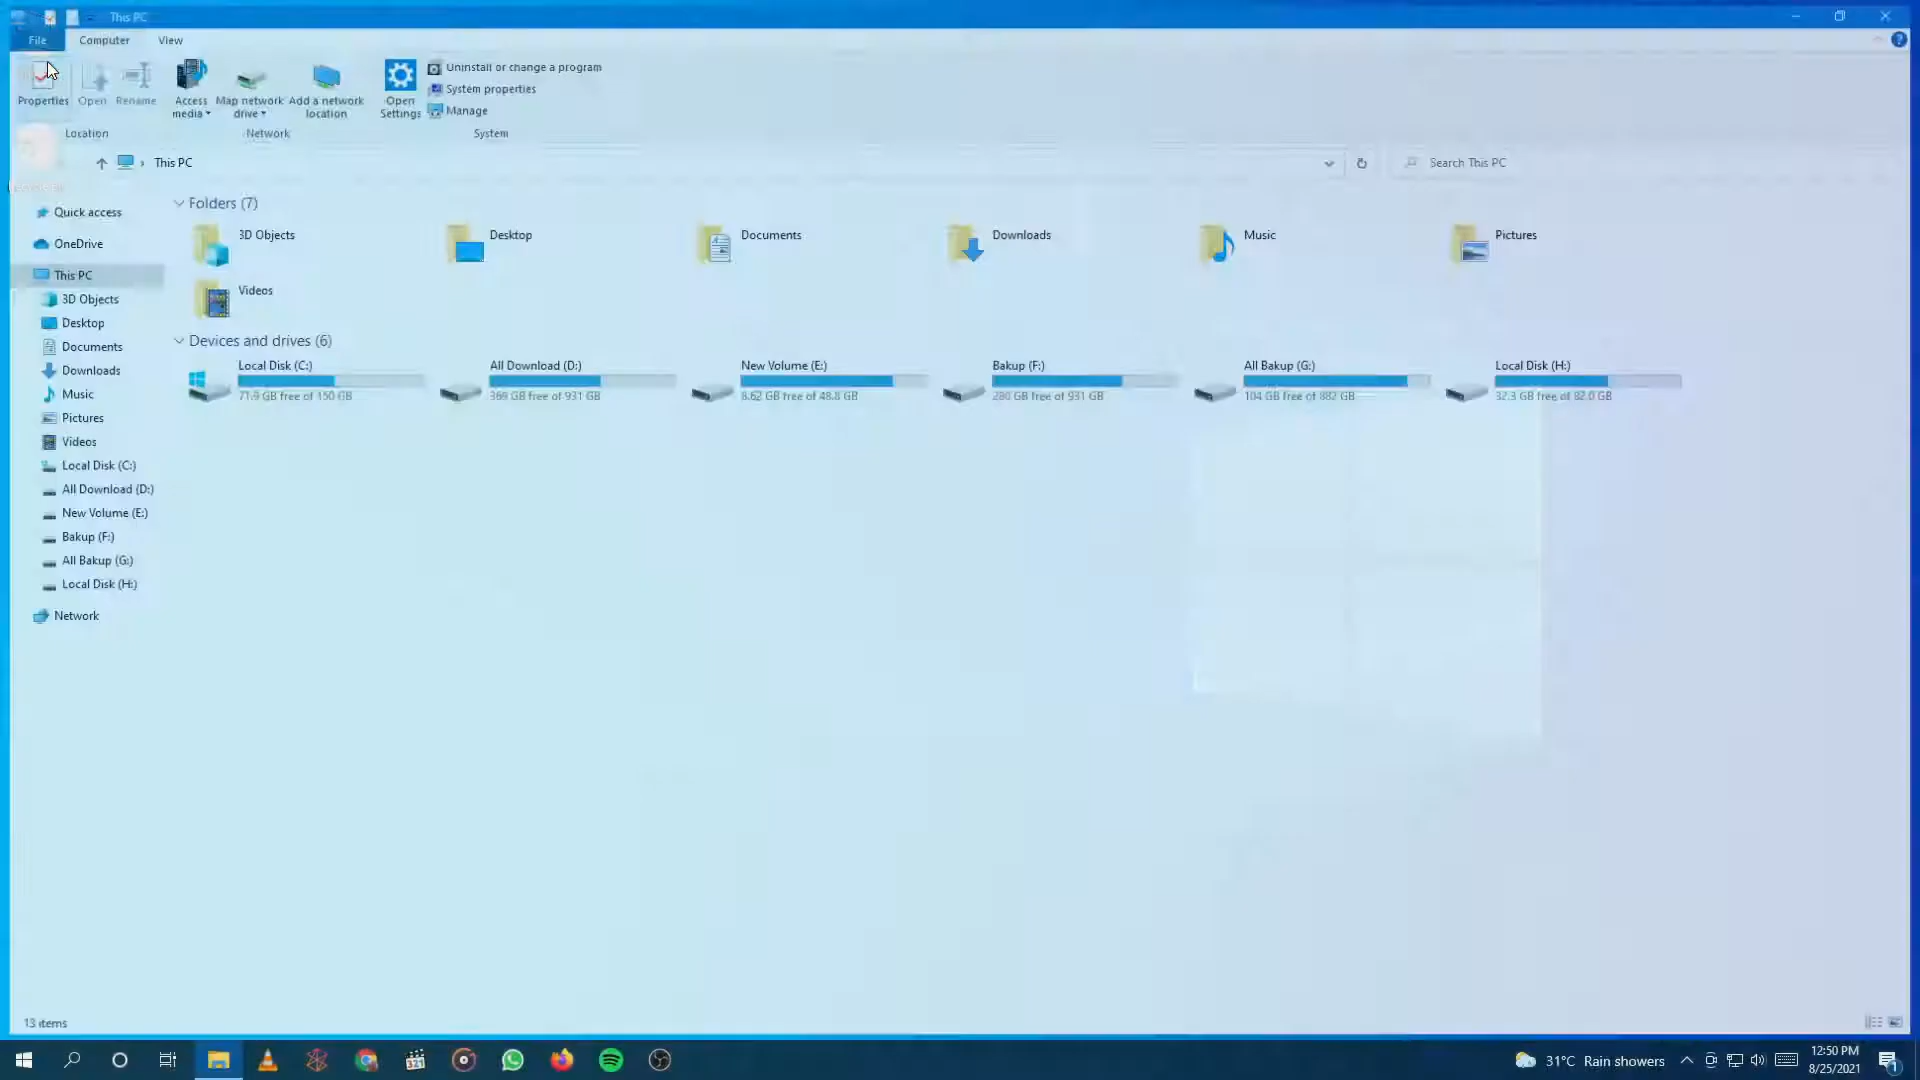 This PC
File Computer View
Properties Open Rename Access media Map network drive Add a network location Open Settings
Uninstall or change a program
System properties
Manage
Location Network System
This PC
Search This PC
Quick access
OneDrive
This PC
3D Objects
Desktop
Documents
Downloads
Music
Pictures
Videos
Local Disk (C:)
All Download (D:)
New Volume (E:)
Bakup (F:)
All Bakup (G:)
Local Disk (H:)
Network
Folders (7)
3D Objects Desktop Documents Downloads Music Pictures
Videos
Devices and drives (6)
Local Disk (C:) All Download (D:) New Volume (E:) Bakup (F:) All Bakup (G:) Local Disk (H:)
71.9 GB free of 150 GB 369 GB free of 931 GB 8.62 GB free of 48.8 GB 280 GB free of 931 GB 104 GB free of 882 GB 32.3 GB free of 82.0 GB
13 items
321
31°C Rain showers
12:50 PM
8/25/2021
1